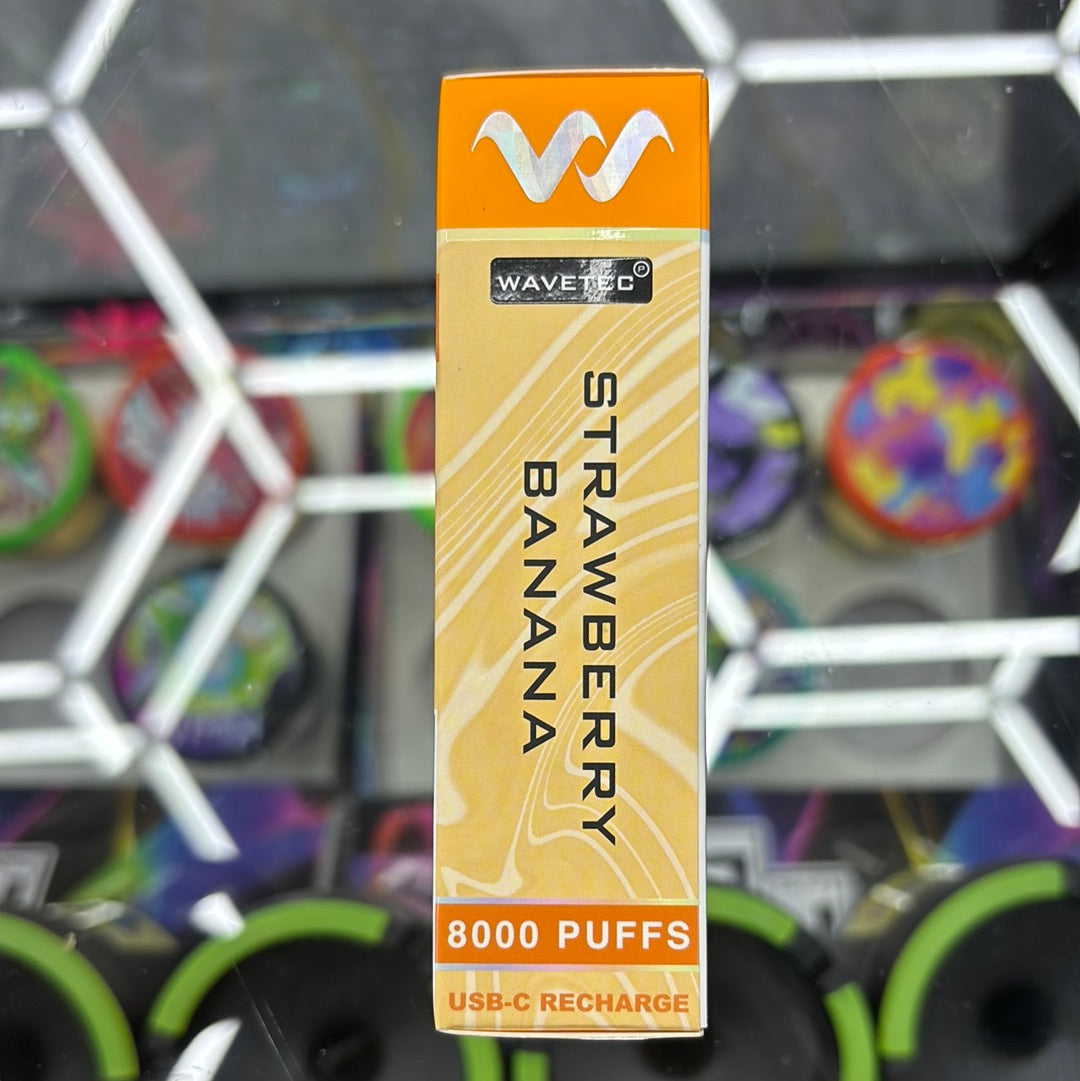 WAVETEC
STRAWBERRY
BANANA
8000 PUFFS
USB-C RECHARGE